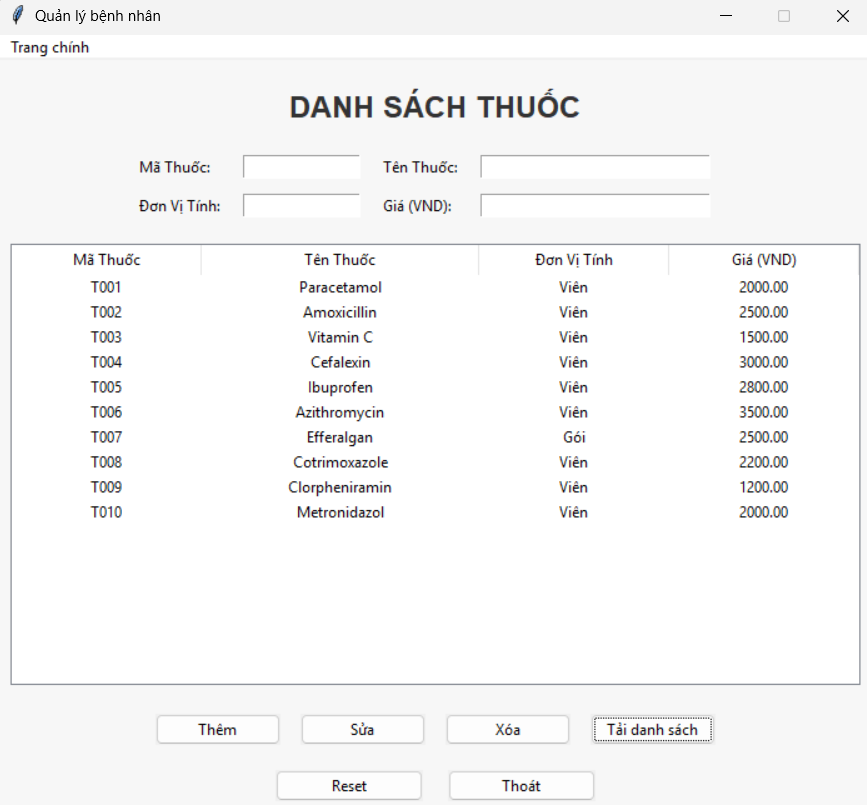 Quản lý bệnh nhân
Trang chính
DANH SÁCH THUỐC
Mã Thuốc: Tên Thuốc:
Đơn Vị Tính: Giá (VND):
Mã Thuốc Tên Thuốc Đơn Vị Tính Giá (VND)
T001 Paracetamol Viên 2000.00
T002 Amoxicillin Viên 2500.00
T003 Vitamin C Viên 1500.00
T004 Cefalexin Viên 3000.00
T005 Ibuprofen Viên 2800.00
T006 Azithromycin Viên 3500.00
T007 Efferalgan Gói 2500.00
T008 Cotrimoxazole Viên 2200.00
T009 Clorpheniramin Viên 1200.00
T010 Metronidazol Viên 2000.00
Thêm Sửa Xóa Tải danh sách
Reset Thoát